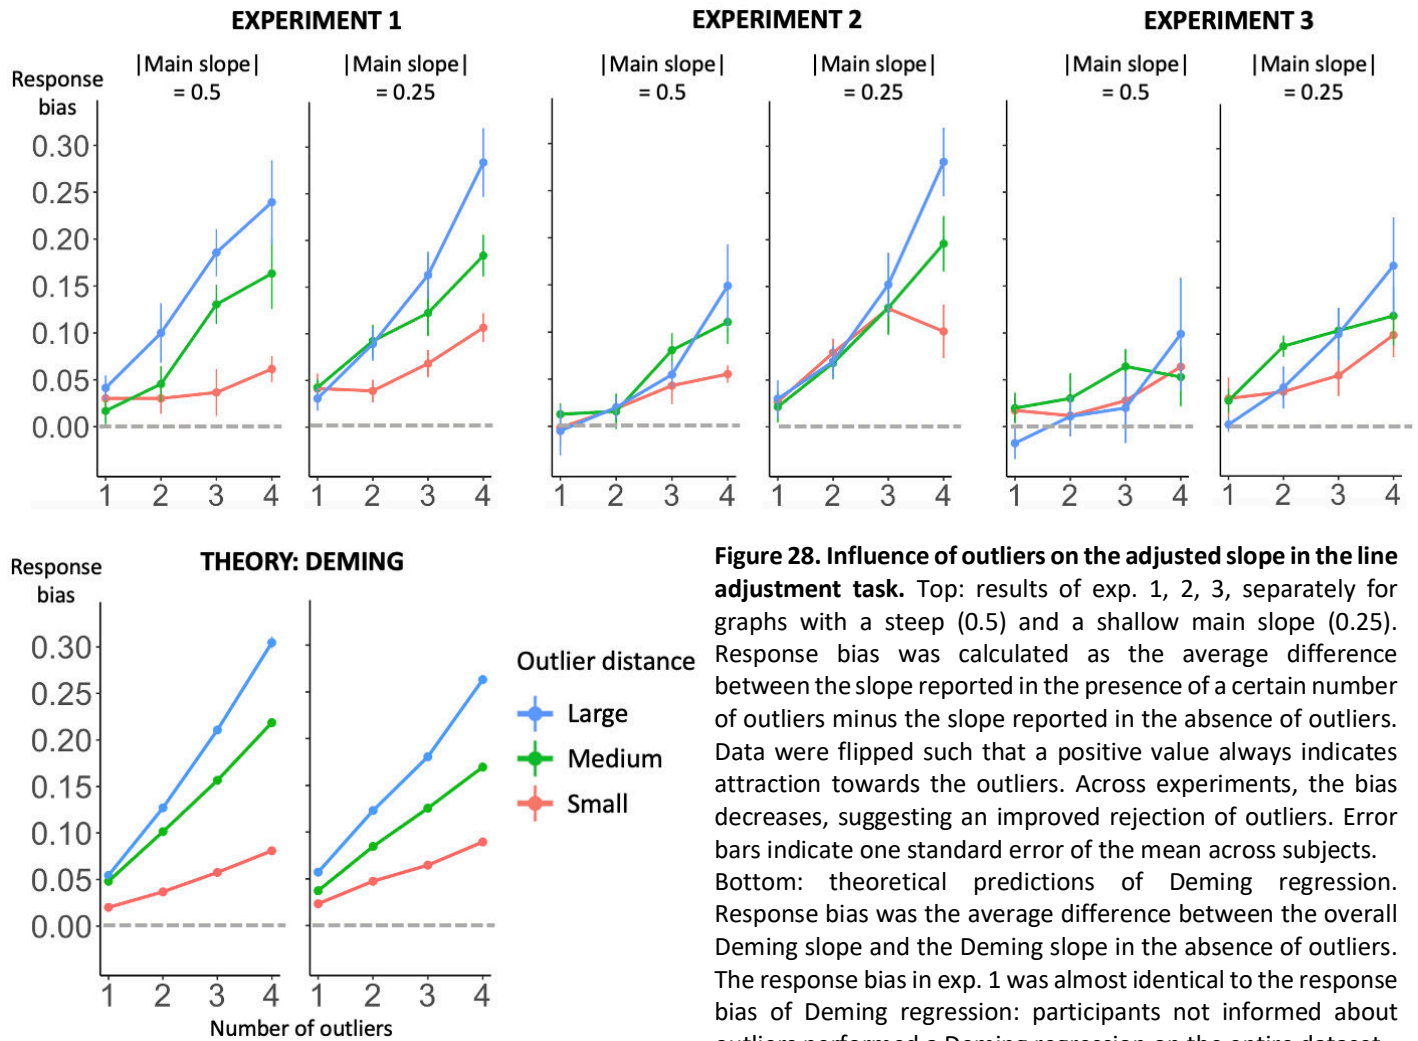 EXPERIMENT 1
EXPERIMENT 2
EXPERIMENT 3
Response
bias
|Main slope|
= 0.5
|Main slope|
= 0.25
|Main slope|
= 0.5
|Main slope|
= 0.25
|Main slope|
= 0.5
|Main slope|
= 0.25
0.30
0.25
0.20
0.15
0.10
0.05
0.00
1 2 3 4
1 2 3 4
1 2 3 4
1 2 3 4
1 2 3 4
1 2 3 4
THEORY: DEMING
Response
bias
0.30
0.25
0.20
0.15
0.10
0.05
0.00
1 2 3 4
1 2 3 4
Number of outliers
Outlier distance
Large
Medium
Small
Figure 28. Influence of outliers on the adjusted slope in the line
adjustment task. Top: results of exp. 1, 2, 3, separately for
graphs with a steep (0.5) and a shallow main slope (0.25).
Response bias was calculated as the average difference
between the slope reported in the presence of a certain number
of outliers minus the slope reported in the absence of outliers.
Data were flipped such that a positive value always indicates
attraction towards the outliers. Across experiments, the bias
decreases, suggesting an improved rejection of outliers. Error
bars indicate one standard error of the mean across subjects.
Bottom: theoretical predictions of Deming regression.
Response bias was the average difference between the overall
Deming slope and the Deming slope in the absence of outliers.
The response bias in exp. 1 was almost identical to the response
bias of Deming regression: participants not informed about
outliers performed a Deming regression on the entire dataset